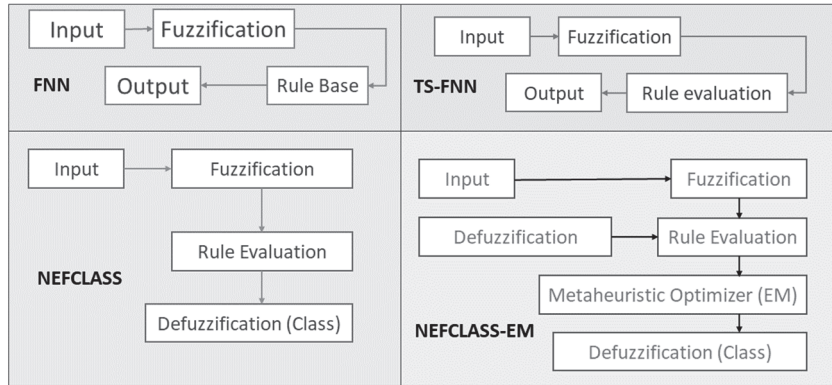 Input
Fuzzification
FNN
Output
Rule Base
Input
Fuzzification
TS-FNN
Output
Rule evaluation
Input
Fuzzification
Rule Evaluation
NEFCLASS
Defuzzification (Class)
Input
Fuzzification
Defuzzification
Rule Evaluation
Metaheuristic Optimizer (EM)
NEFCLASS-EM
Defuzzification (Class)